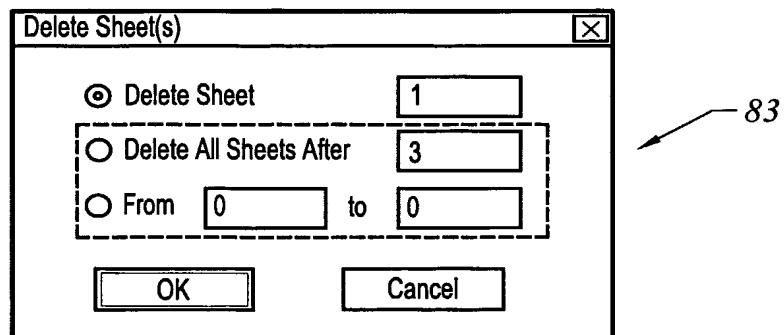 Delete Sheet(s)
Delete Sheet 1
Delete All Sheets After 3
From 0 to 0
OK Cancel
83